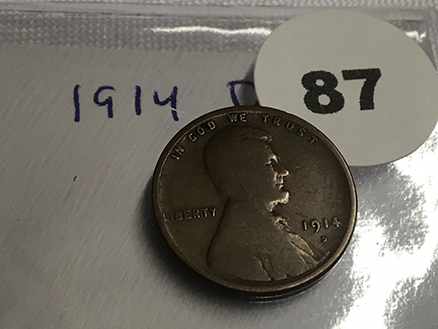 1914 D
87
IN GOD WE TRUST
LIBERTY
1914
D